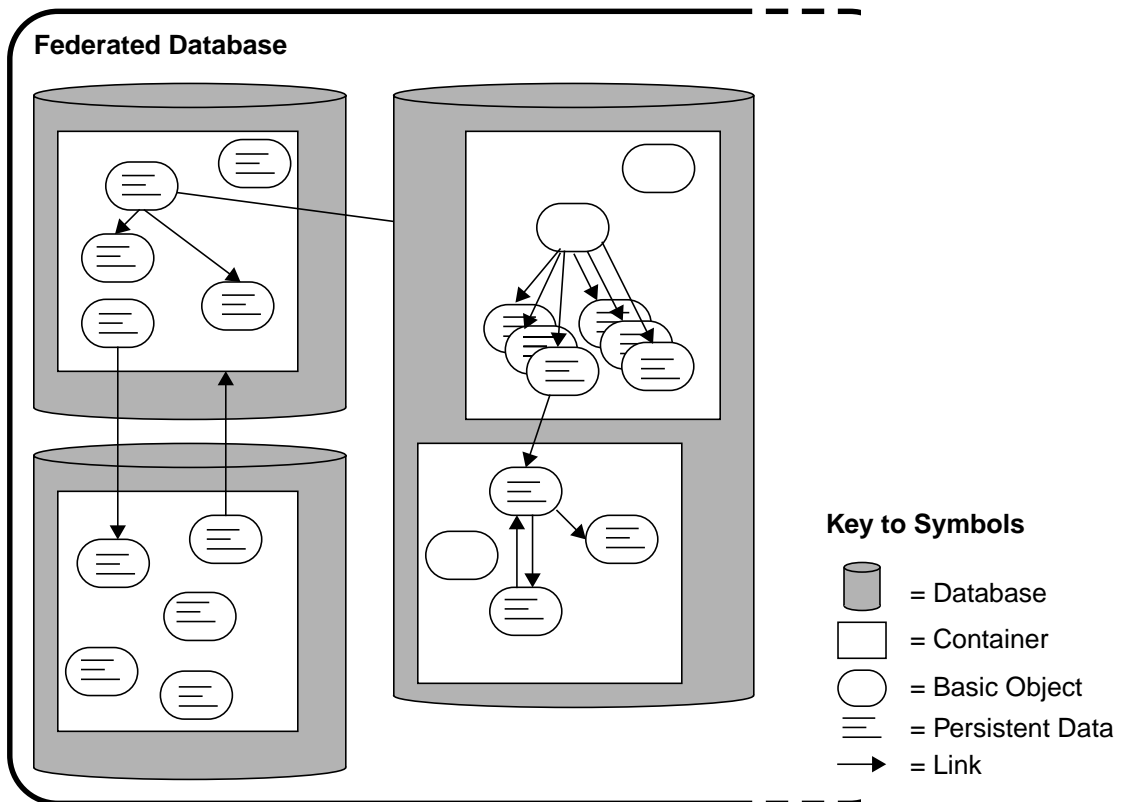 Federated Database
Key to Symbols
= Database
= Container
= Basic Object
= Persistent Data
= Link